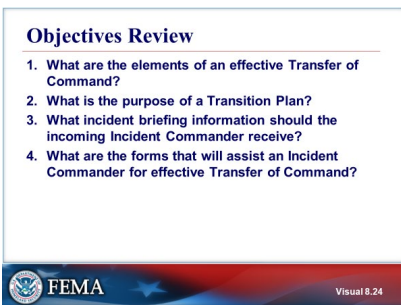 Objectives Review
1. What are the elements of an effective Transfer of
Command?
2. What is the purpose of a Transition Plan?
3. What incident briefing information should the
incoming Incident Commander receive?
4. What are the forms that will assist an Incident
Commander for effective Transfer of Command?
FEMA
Visual 8.24